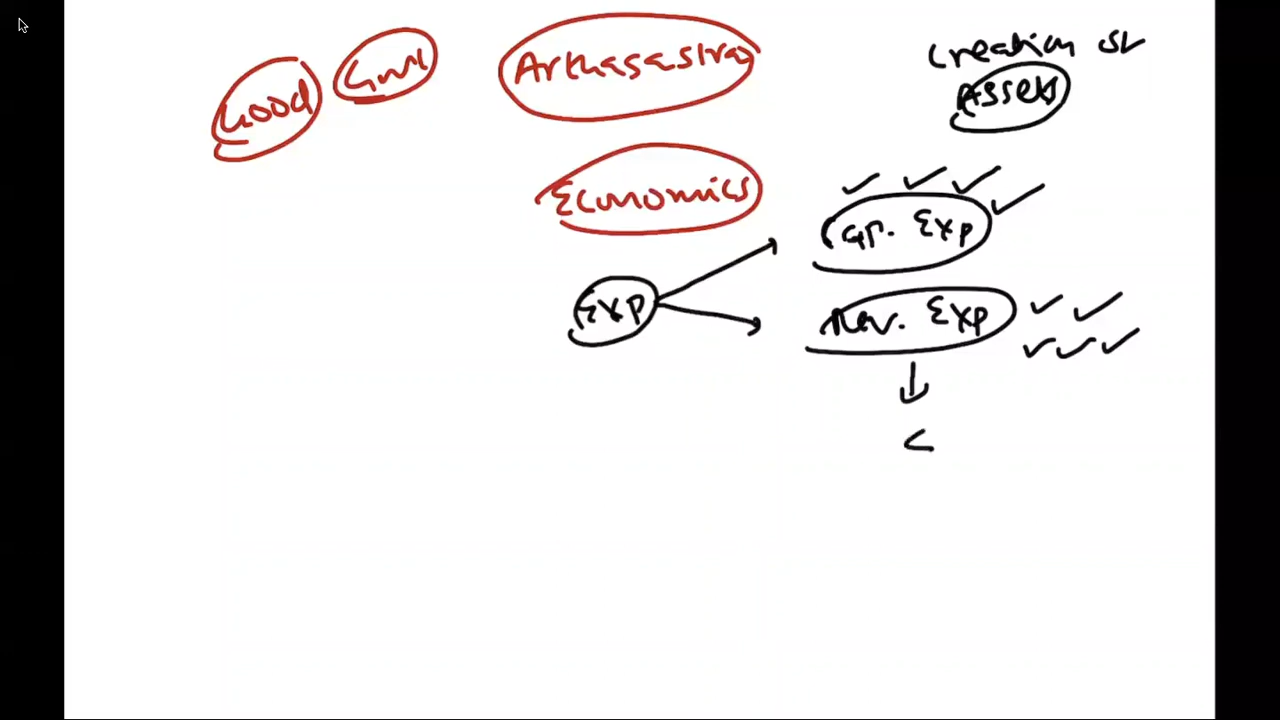 Good Govt
Arthasastra
Creation of
Assets
Economics
Cap. Exp
Exp
Rev. Exp